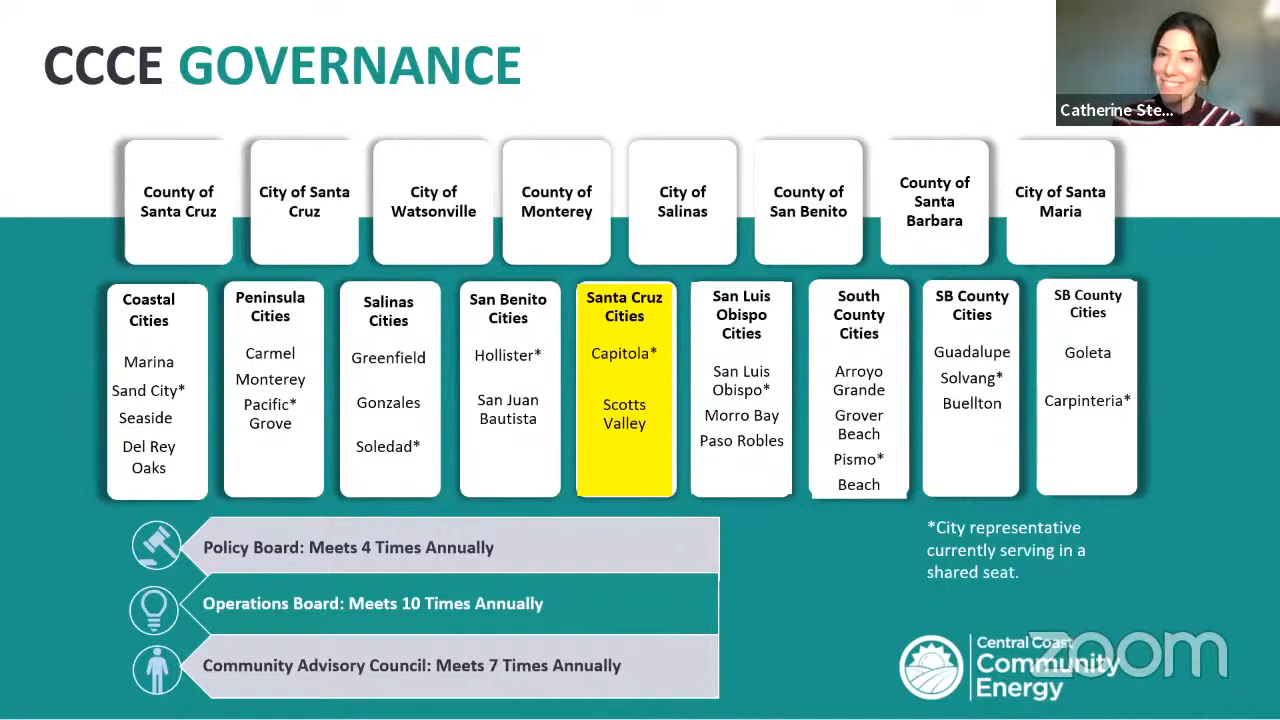 CCCE GOVERNANCE
Catherine Ste...
County of
Santa Cruz
City of Santa
Cruz
City of
Watsonville
County of
Monterey
City of
Salinas
County of
San Benito
County of
Santa
Barbara
City of Santa
Maria
Coastal
Cities
Marina
Sand City*
Seaside
Del Rey
Oaks
Peninsula
Cities
Carmel
Monterey
Pacific*
Grove
Salinas
Cities
Greenfield
Gonzales
Soledad*
San Benito
Cities
Hollister*
San Juan
Bautista
Santa Cruz
Cities
Capitola*
Scotts
Valley
San Luis
Obispo
Cities
San Luis
Obispo*
Morro Bay
Paso Robles
South
County
Cities
Arroyo
Grande
Grover
Beach
Pismo*
Beach
SB County
Cities
Guadalupe
Solvang*
Buellton
SB County
Cities
Goleta
Carpinteria*
Policy Board: Meets 4 Times Annually
Operations Board: Meets 10 Times Annually
Community Advisory Council: Meets 7 Times Annually
*City representative
currently serving in a
shared seat.
Central Coast
Community
Energy
zoom